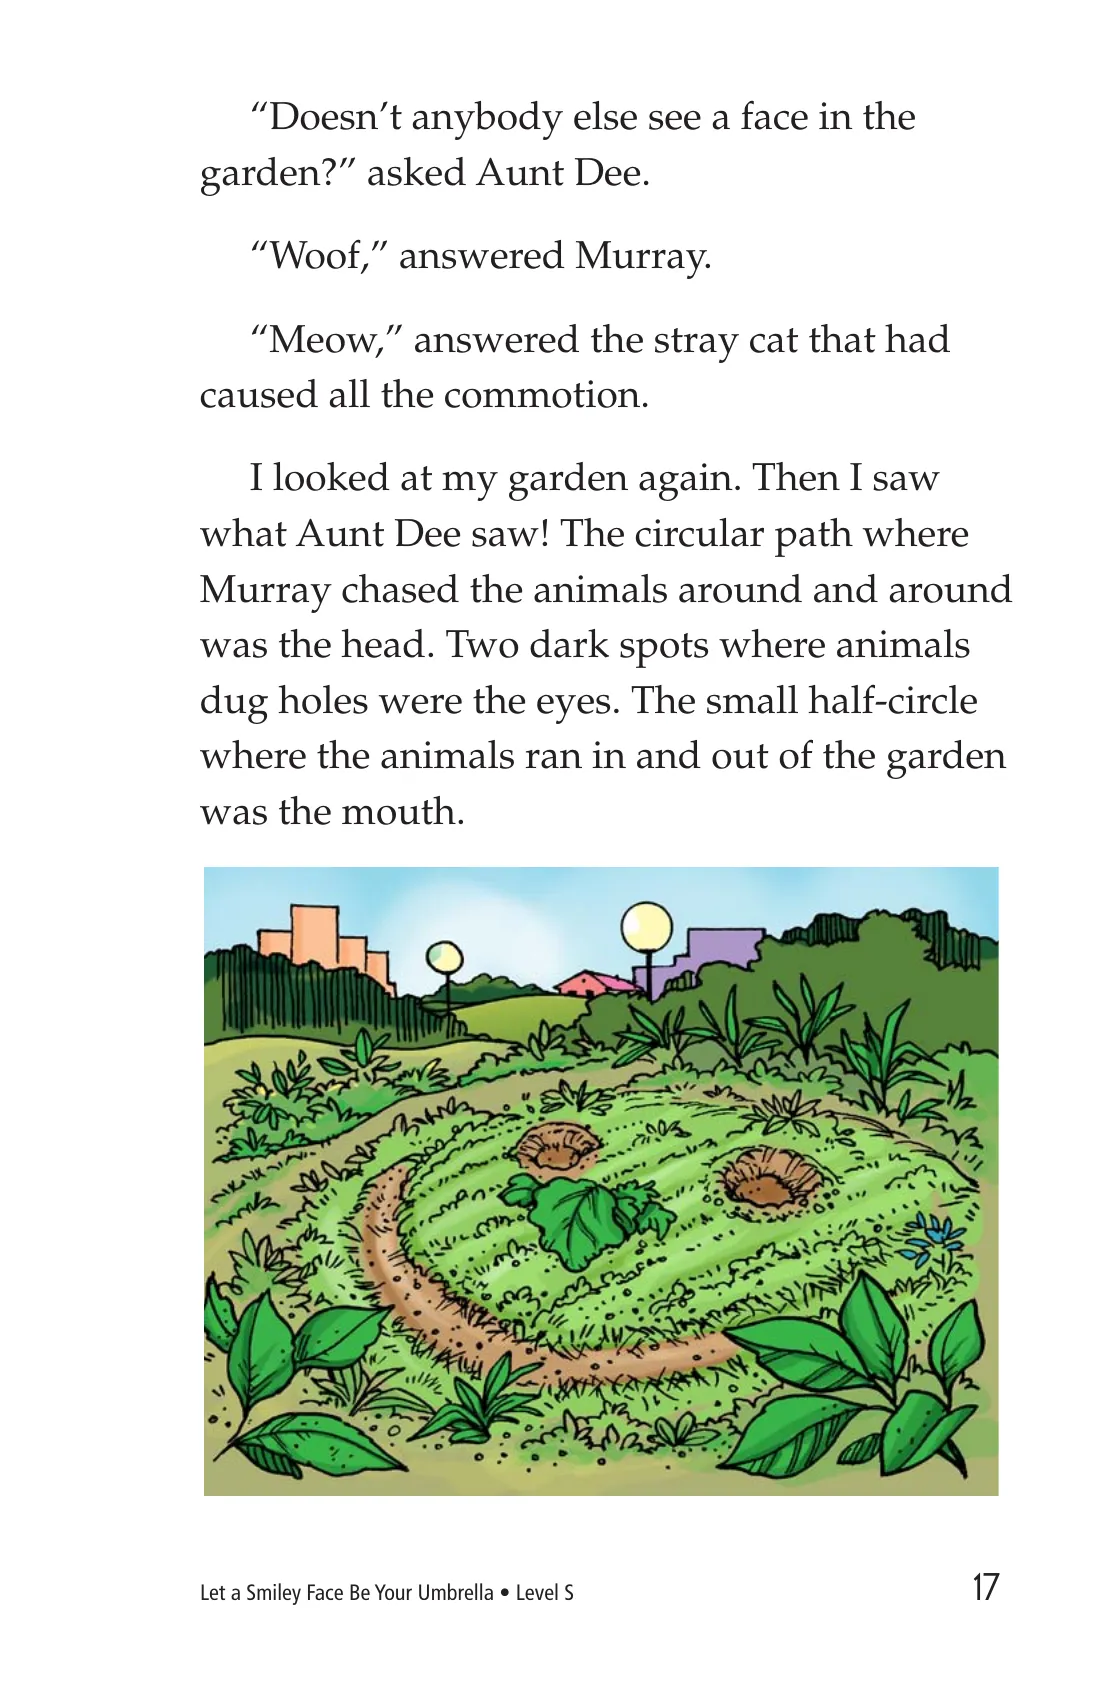 “Doesn’t anybody else see a face in the
garden?” asked Aunt Dee.
“Woof,” answered Murray.
“Meow,” answered the stray cat that had
caused all the commotion.
I looked at my garden again. Then I saw
what Aunt Dee saw! The circular path where
Murray chased the animals around and around
was the head. Two dark spots where animals
dug holes were the eyes. The small half-circle
where the animals ran in and out of the garden
was the mouth.
Let a Smiley Face Be Your Umbrella • Level S
17